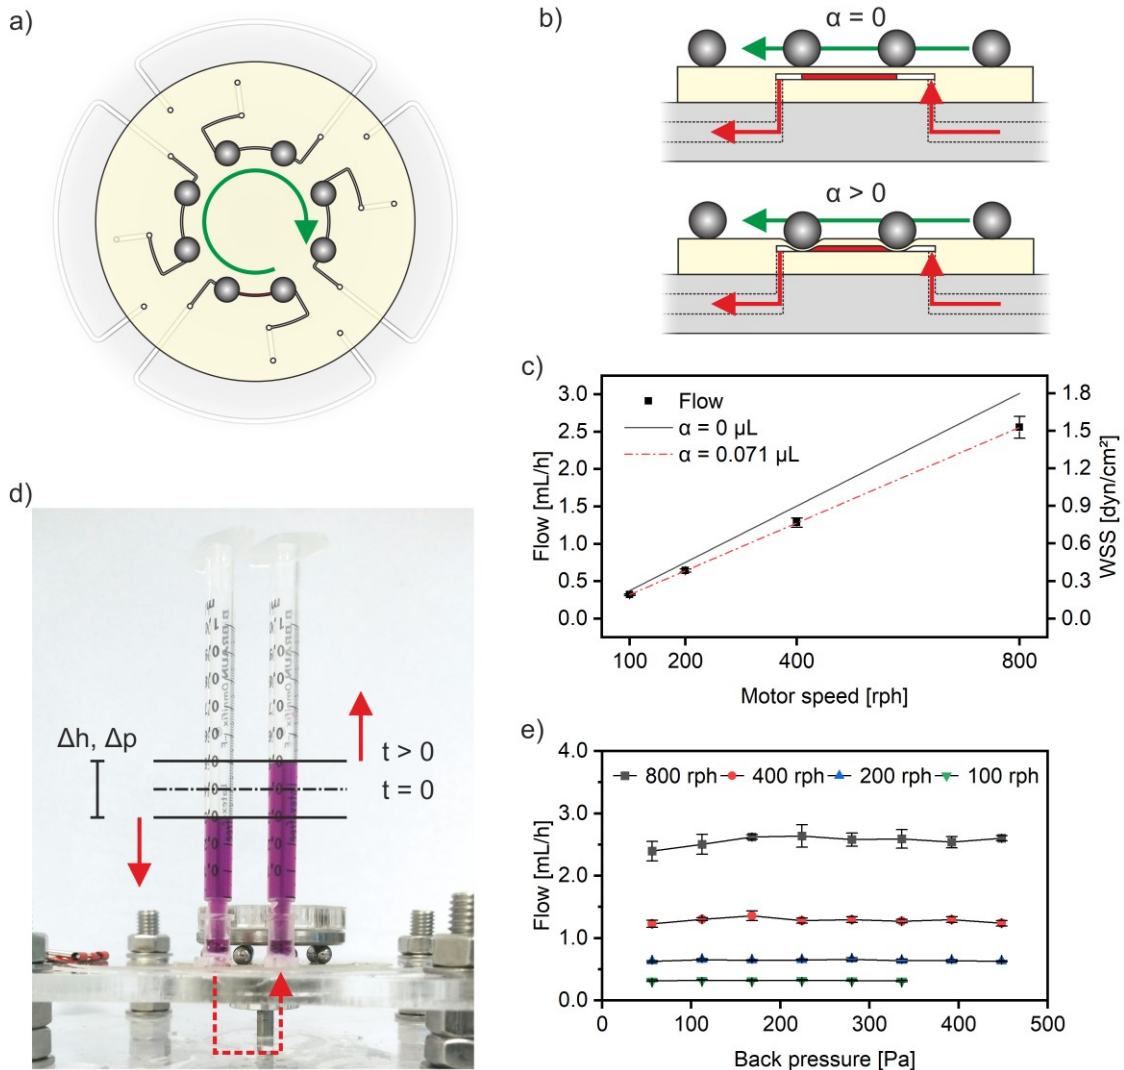 a)
b)
α = 0
α > 0
c)
Flow [mL/h]
3.0
2.5
2.0
1.5
1.0
0.5
0.0
Flow
α = 0 µL
α = 0.071 µL
1.8
1.5
1.2
0.9
0.6
0.3
0.0
WSS [dyn/cm²]
100 200 400 800
Motor speed [rph]
d)
Δh, Δp
t > 0
t = 0
B BRAUN Omnifix
e)
Flow [mL/h]
4.0
3.0
2.0
1.0
0.0
800 rph 400 rph 200 rph 100 rph
0 100 200 300 400 500
Back pressure [Pa]